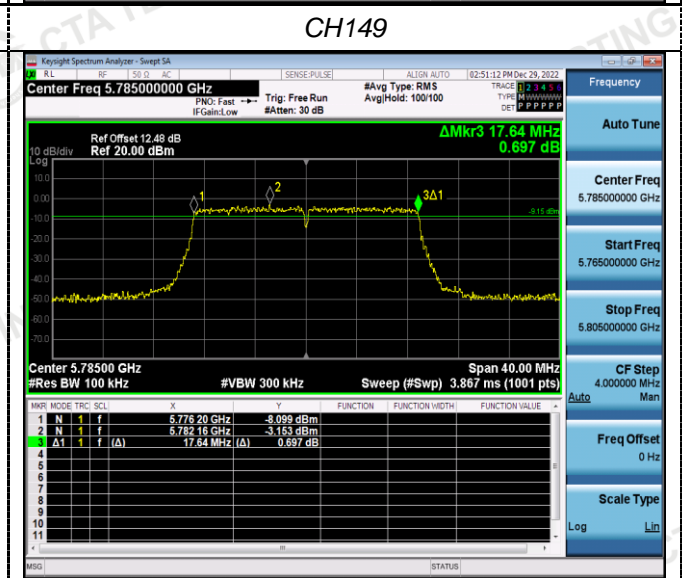 CTA TE
TING
CH149
Keysight Spectrum Analyzer - Swept SA
RL RF 50 Ω AC SENSE:PULSE ALIGN AUTO 02:51:12 PM Dec 29, 2022
Center Freq 5.785000000 GHz #Avg Type: RMS TRACE 1 2 3 4 5 6
PNO: Fast Trig: Free Run Avg|Hold: 100/100 TYPE M WWWWW
IFGain:Low #Atten: 30 dB DET P P P P P P
Frequency
Auto Tune
Ref Offset 12.48 dB ΔMkr3 17.64 MHz
10 dB/div Ref 20.00 dBm 0.697 dB
Log
10.0
0.00
-20.0
-30.0
-40.0
-50.0
-60.0
-70.0
1
2
3Δ1
-9.15 dBm
Center 5.78500 GHz Span 40.00 MHz
#Res BW 100 kHz #VBW 300 kHz Sweep (#Swp) 3.867 ms (1001 pts)
MKR MODE TRC SCL X Y FUNCTION FUNCTION WIDTH FUNCTION VALUE
1 N 1 f 5.776 20 GHz -8.099 dBm
2 N 1 f 5.782 16 GHz -3.153 dBm
3 Δ1 1 f (Δ) 17.64 MHz (Δ) 0.697 dB
4
5
6
7
8
9
10
11
Center Freq
5.785000000 GHz
Start Freq
5.765000000 GHz
Stop Freq
5.805000000 GHz
CF Step
4.000000 MHz
Auto Man
Freq Offset
0 Hz
Scale Type
Log Lin
MSG STATUS